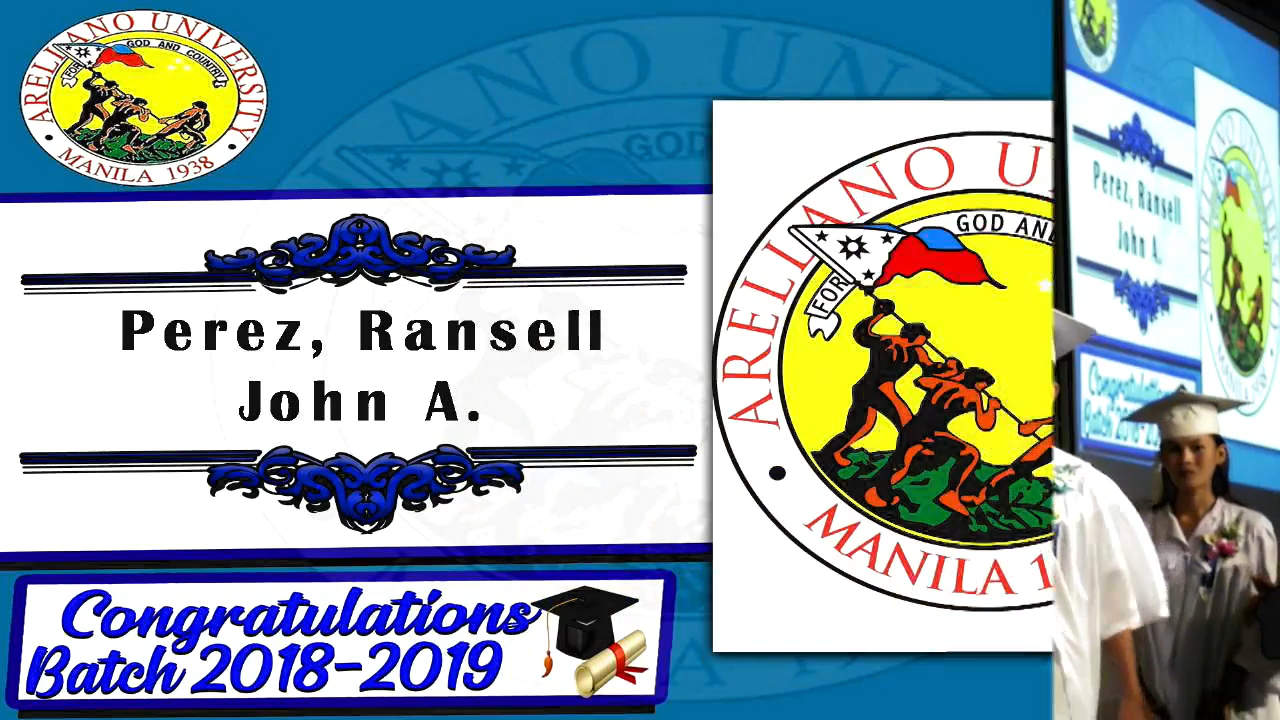 ARELLANO UNIVERSITY
FOR GOD AND COUNTRY
MANILA 1938
Perez, Ransell
John A.
Congratulations
Batch 2018-2019
ARELLANO U
FOR GOD AN
MANILA 1
Perez, Ransell
John A.